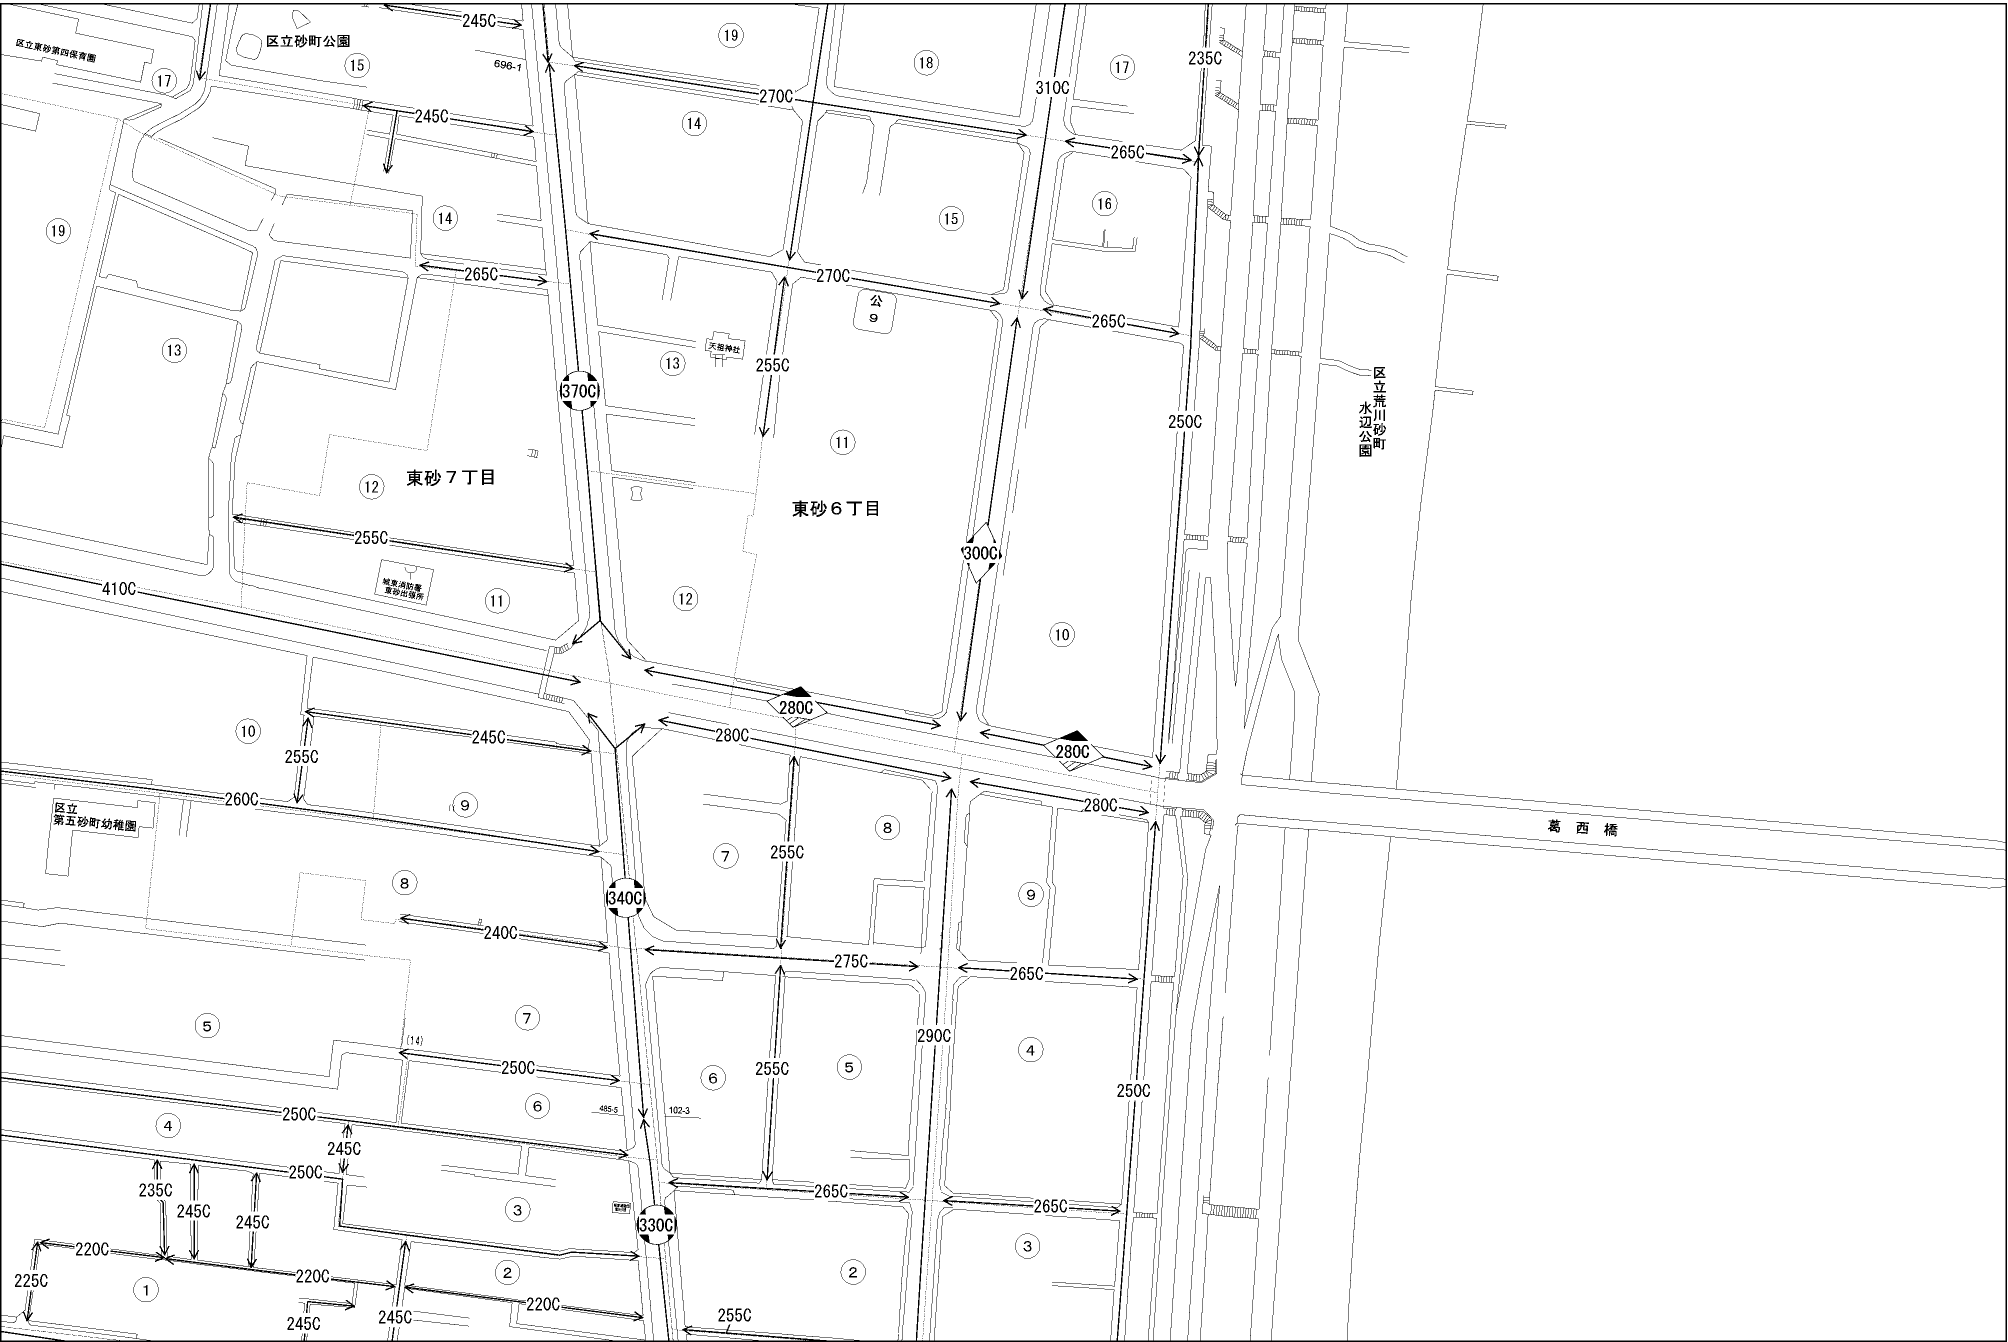 245C
19
区立東砂第四保育園
区立砂町公園
15
696-1
17
18
17
235C
270C
310C
245C
14
265C
14
15
16
19
265C
270C
公
9
265C
13
天祖神社
13
255C
370C
区立荒川砂町
水辺公園
250C
11
12
東砂7丁目
東砂6丁目
255C
300C
410C
城東消防署
東砂出張所
11
12
10
280C
10
245C
280C
280C
255C
260C
9
280C
区立
第五砂町幼稚園
8
葛西橋
7
255C
8
340C
9
240C
275C
265C
5
7
(14)
290C
4
250C
255C
5
6
250C
250C
6
485-5
102-3
4
245C
250C
235C
245C
245C
265C
265C
3
330C
220C
3
2
2
225C
220C
1
220C
245C
245C
255C